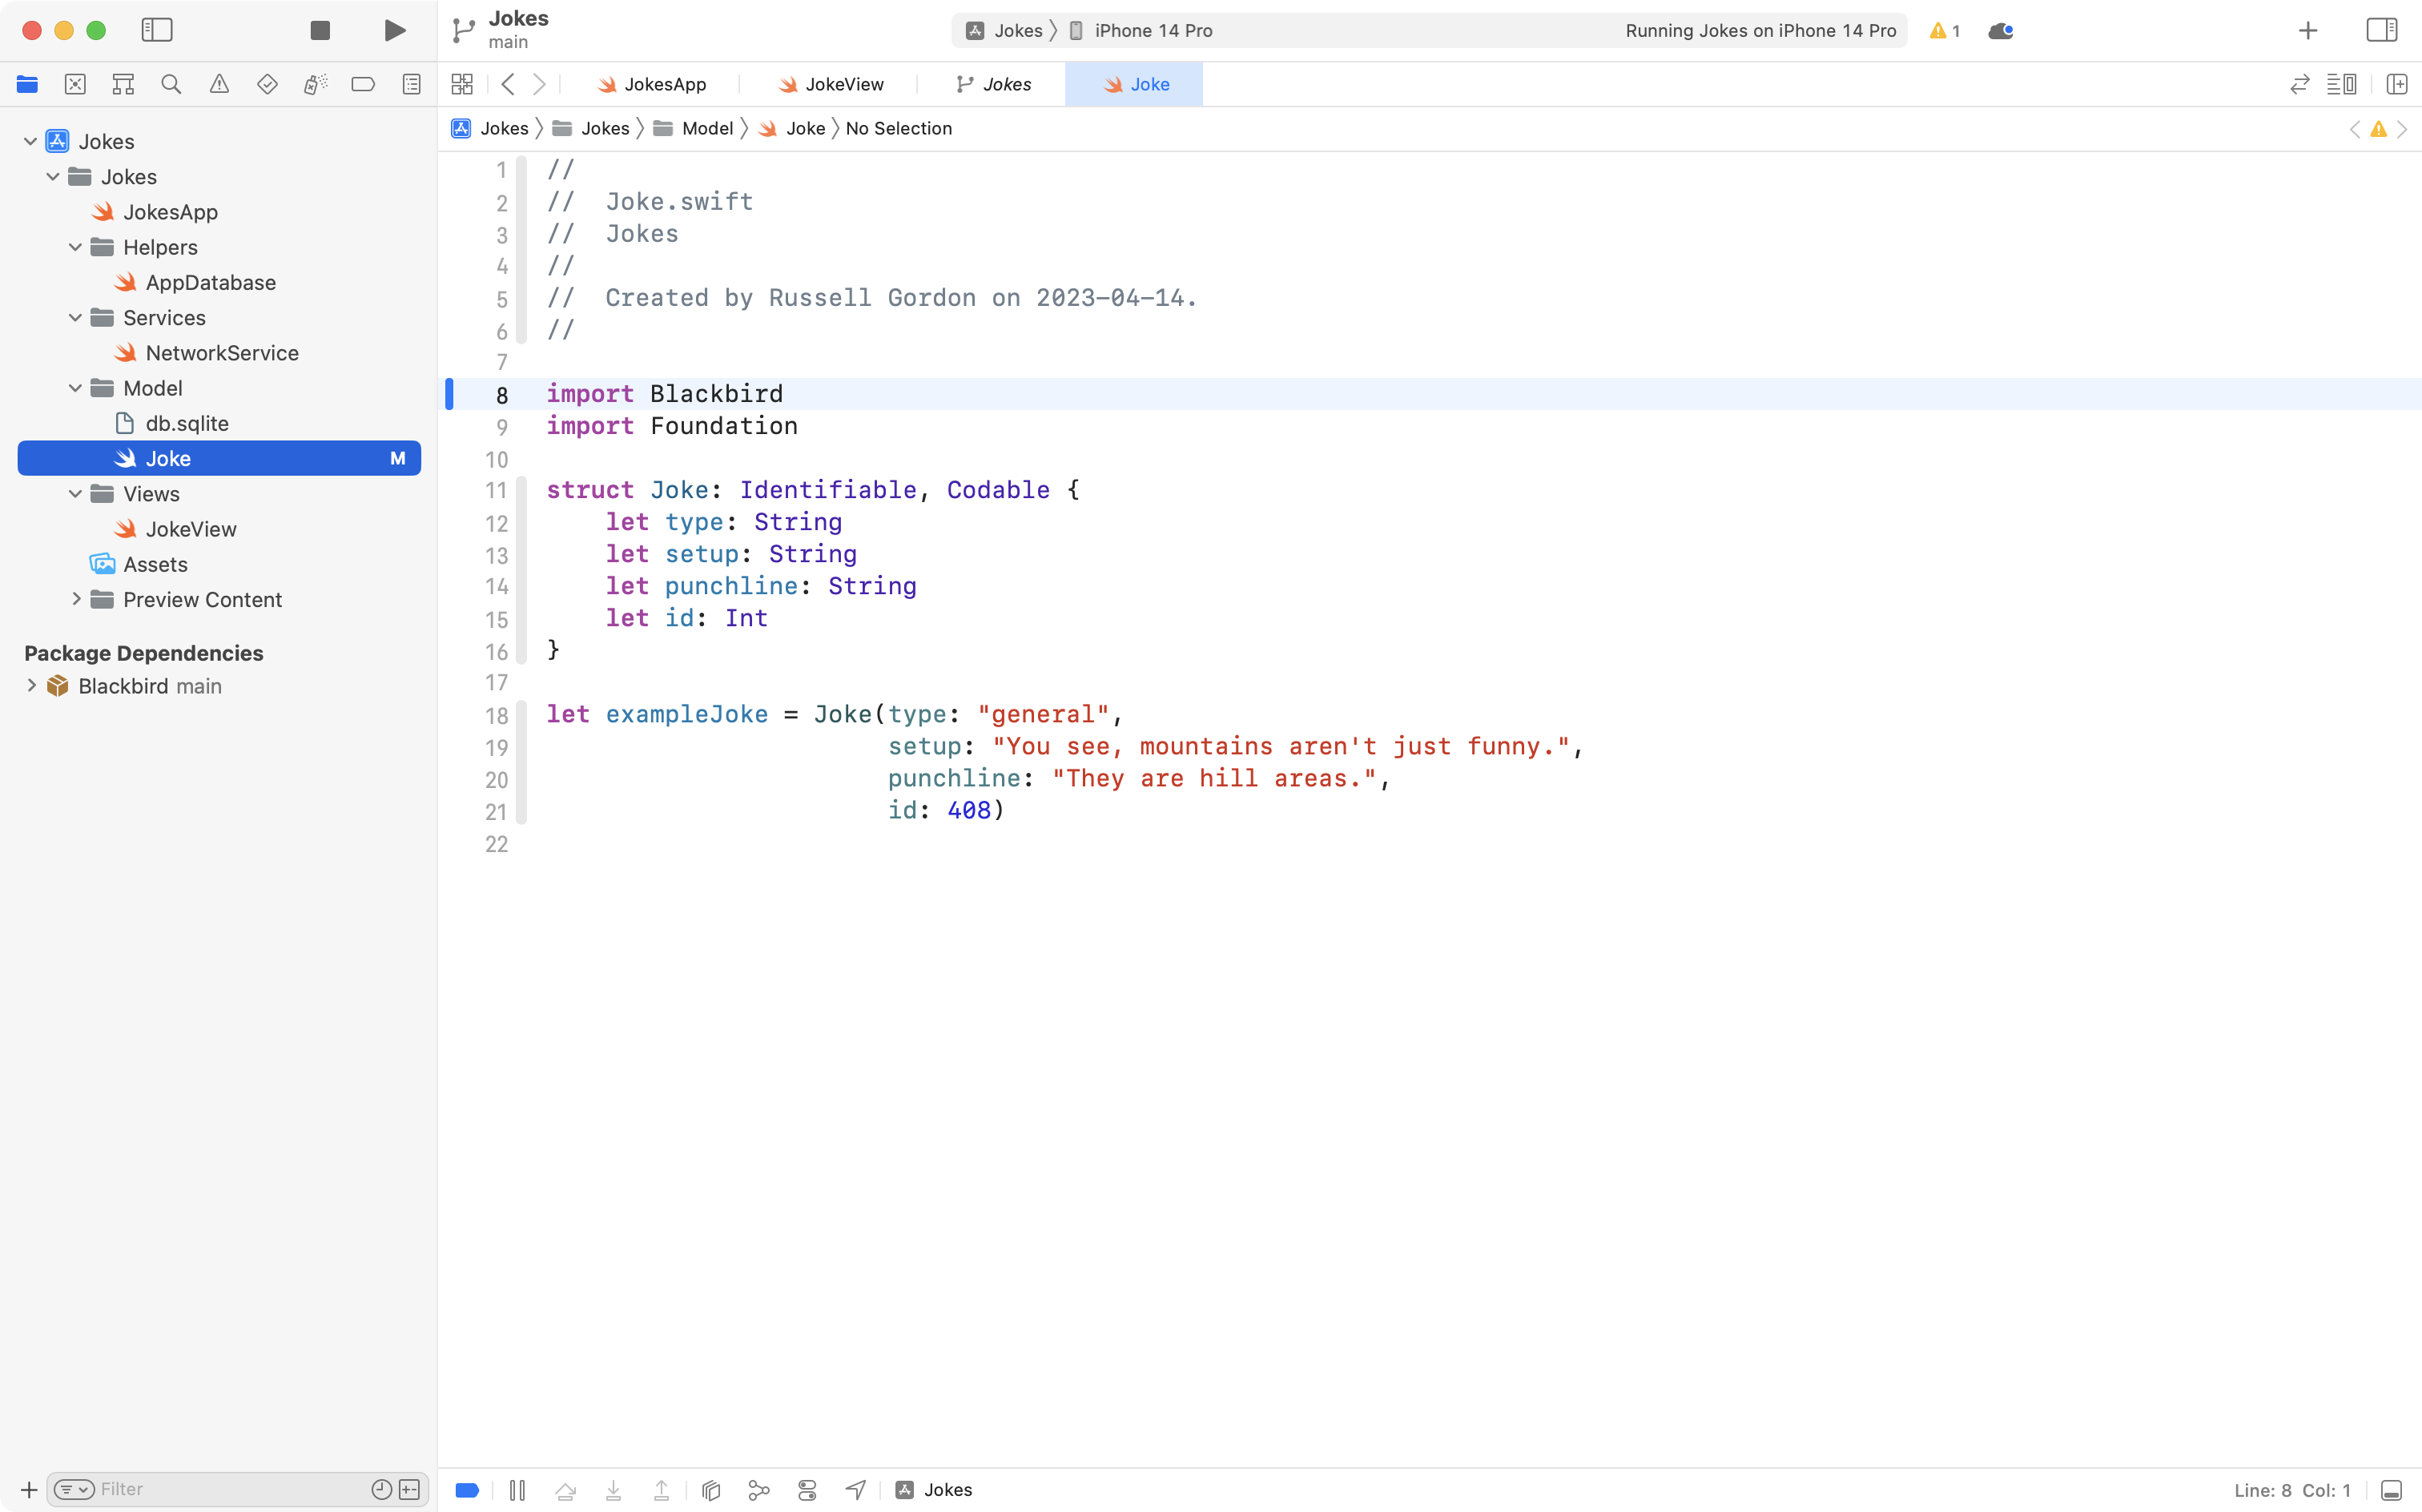 Jokes
main
Jokes
iPhone 14 Pro
Running Jokes on iPhone 14 Pro
1
JokesApp
JokeView
Jokes
Joke
Jokes
Jokes
Model
Joke
No Selection
Jokes
Jokes
JokesApp
Helpers
AppDatabase
Services
NetworkService
Model
db.sqlite
Joke M
Views
JokeView
Assets
Preview Content
Package Dependencies
Blackbird main
Filter
1 //
2 //  Joke.swift
3 //  Jokes
4 //
5 //  Created by Russell Gordon on 2023-04-14.
6 //
7
8 import Blackbird
9 import Foundation
10
11 struct Joke: Identifiable, Codable {
12     let type: String
13     let setup: String
14     let punchline: String
15     let id: Int
16 }
17
18 let exampleJoke = Joke(type: "general",
19                        setup: "You see, mountains aren't just funny.",
20                        punchline: "They are hill areas.",
21                        id: 408)
22
Jokes
Line: 8 Col: 1